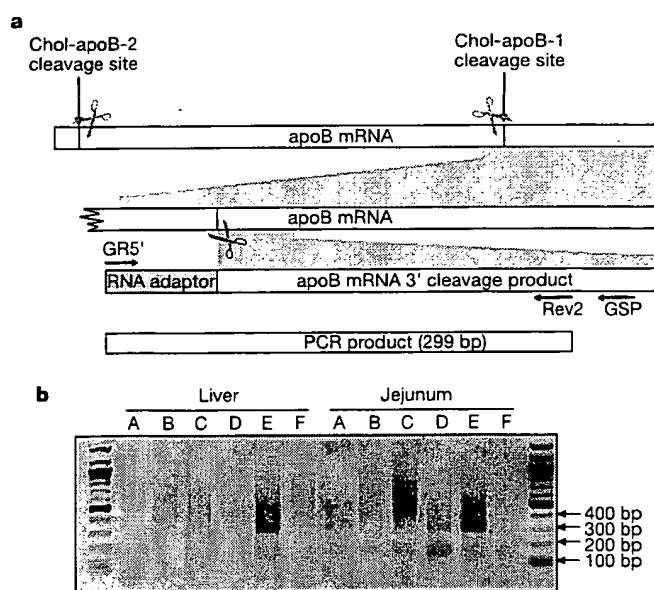 a
Chol-apoB-2 cleavage site
Chol-apoB-1 cleavage site
apoB mRNA
apoB mRNA
GR5'
RNA adaptor
apoB mRNA 3' cleavage product
Rev2
GSP
PCR product (299 bp)
b
Liver
Jejunum
A B C D E F
A B C D E F
400 bp
300 bp
200 bp
100 bp